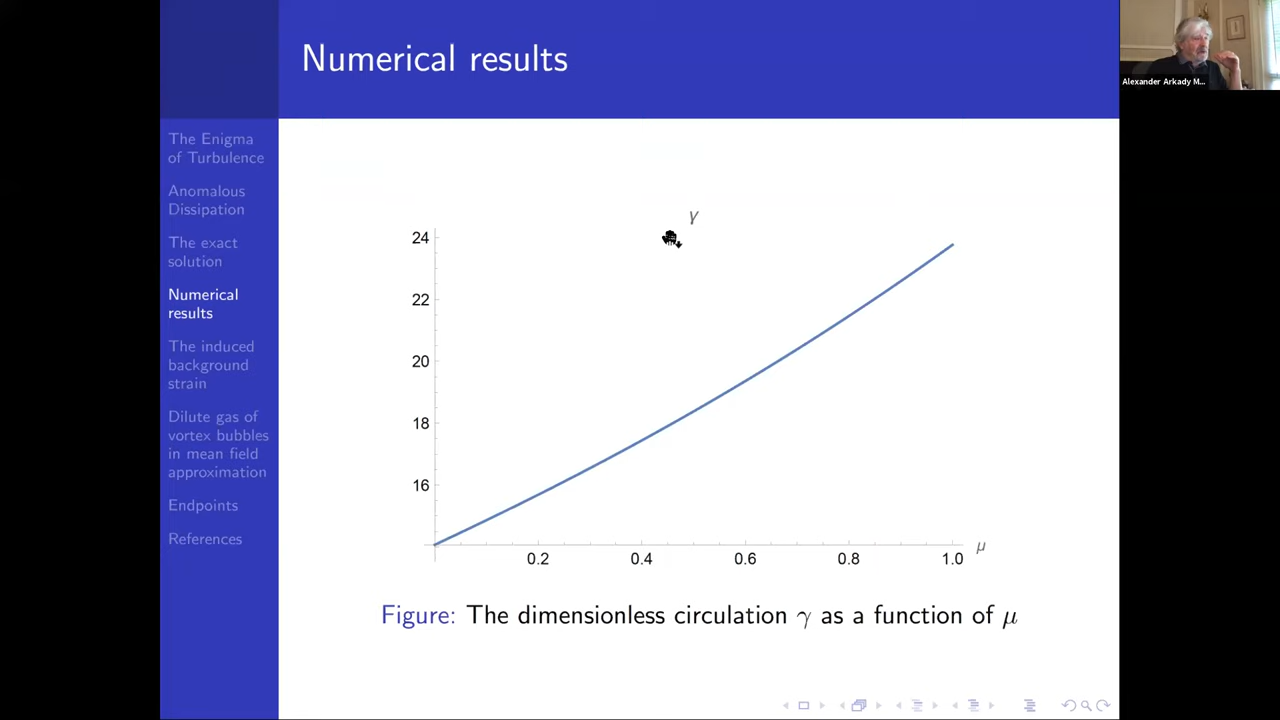 Numerical results
Alexander Arkady M...
The Enigma
of Turbulence
Anomalous
Dissipation
The exact
solution
Numerical
results
The induced
background
strain
Dilute gas of
vortex bubbles
in mean field
approximation
Endpoints
References
γ
24
22
20
18
16
0.2 0.4 0.6 0.8 1.0 μ
Figure: The dimensionless circulation γ as a function of μ